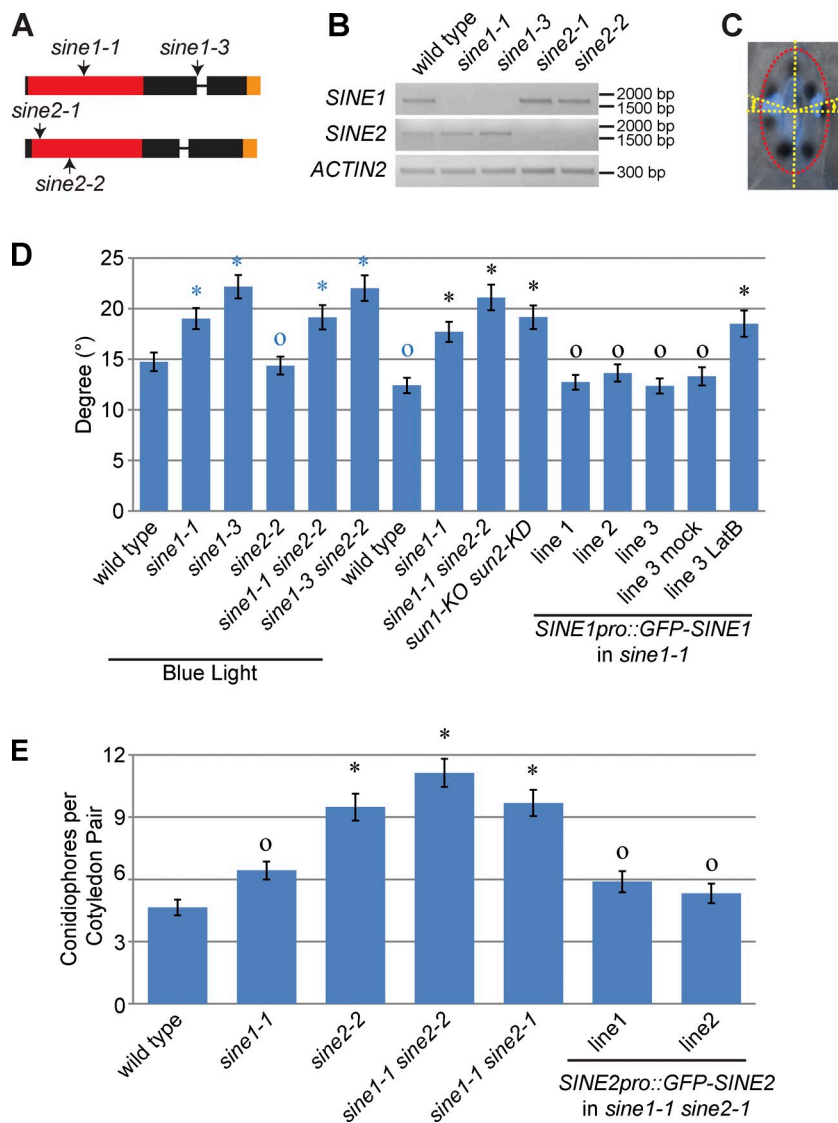 A
sine1-1
sine1-3
sine2-1
sine2-2
B
wild type
sine1-1
sine1-3
sine2-1
sine2-2
SINE1
2000 bp
1500 bp
SINE2
2000 bp
1500 bp
ACTIN2
300 bp
C
D
Degree (°)
25
20
15
10
5
0
* * o * * o * * * o o o o *
wild type
sine1-1
sine1-3
sine2-2
sine1-1 sine2-2
sine1-3 sine2-2
wild type
sine1-1
sine1-1 sine2-2
sun1-KO sun2-KD
line 1
line 2
line 3
line 3 mock
line 3 LatB
Blue Light
SINE1pro::GFP-SINE1
in sine1-1
E
Conidiophores per
Cotyledon Pair
12
9
6
3
0
o * * * o o
wild type
sine1-1
sine2-2
sine1-1 sine2-2
sine1-1 sine2-1
line1
line2
SINE2pro::GFP-SINE2
in sine1-1 sine2-1